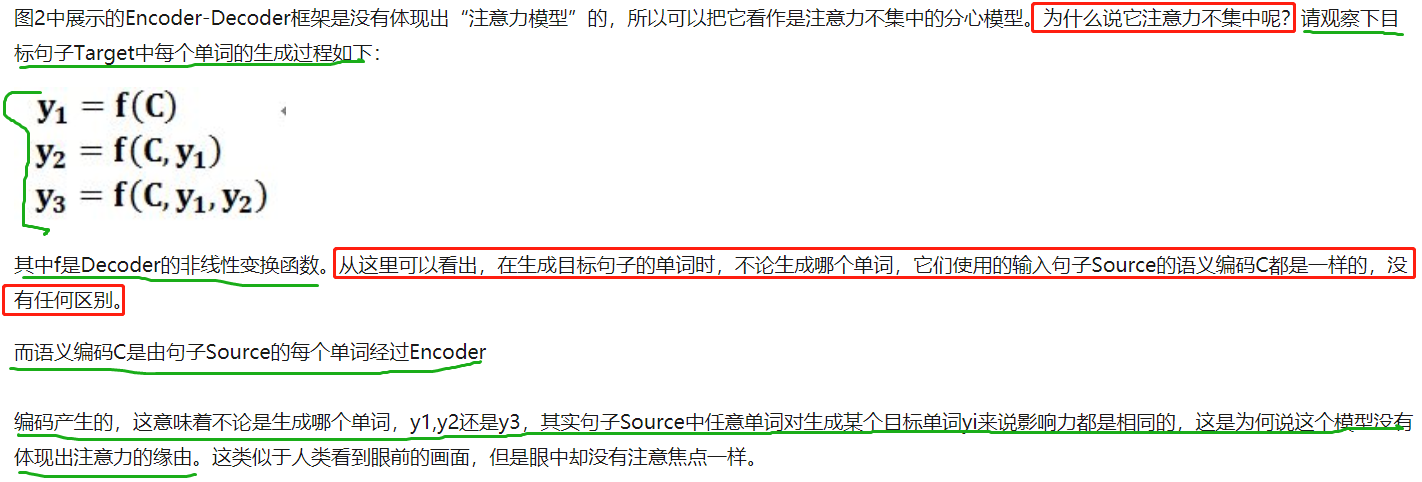 图2中展示的Encoder-Decoder框架是没有体现出“注意力模型”的，所以可以把它看作是注意力不集中的分心模型。为什么说它注意力不集中呢？请观察下目
标句子Target中每个单词的生成过程如下：
y₁ = f(C)
y₂ = f(C, y₁)
y₃ = f(C, y₁, y₂)
其中f是Decoder的非线性变换函数。从这里可以看出，在生成目标句子的单词时，不论生成哪个单词，它们使用的输入句子Source的语义编码C都是一样的，没
有任何区别。
而语义编码C是由句子Source的每个单词经过Encoder
编码产生的，这意味着不论是生成哪个单词，y1,y2还是y3，其实句子Source中任意单词对生成某个目标单词yi来说影响力都是相同的，这是为何说这个模型没有
体现出注意力的缘由。这类似于人类看到眼前的画面，但是眼中却没有注意焦点一样。